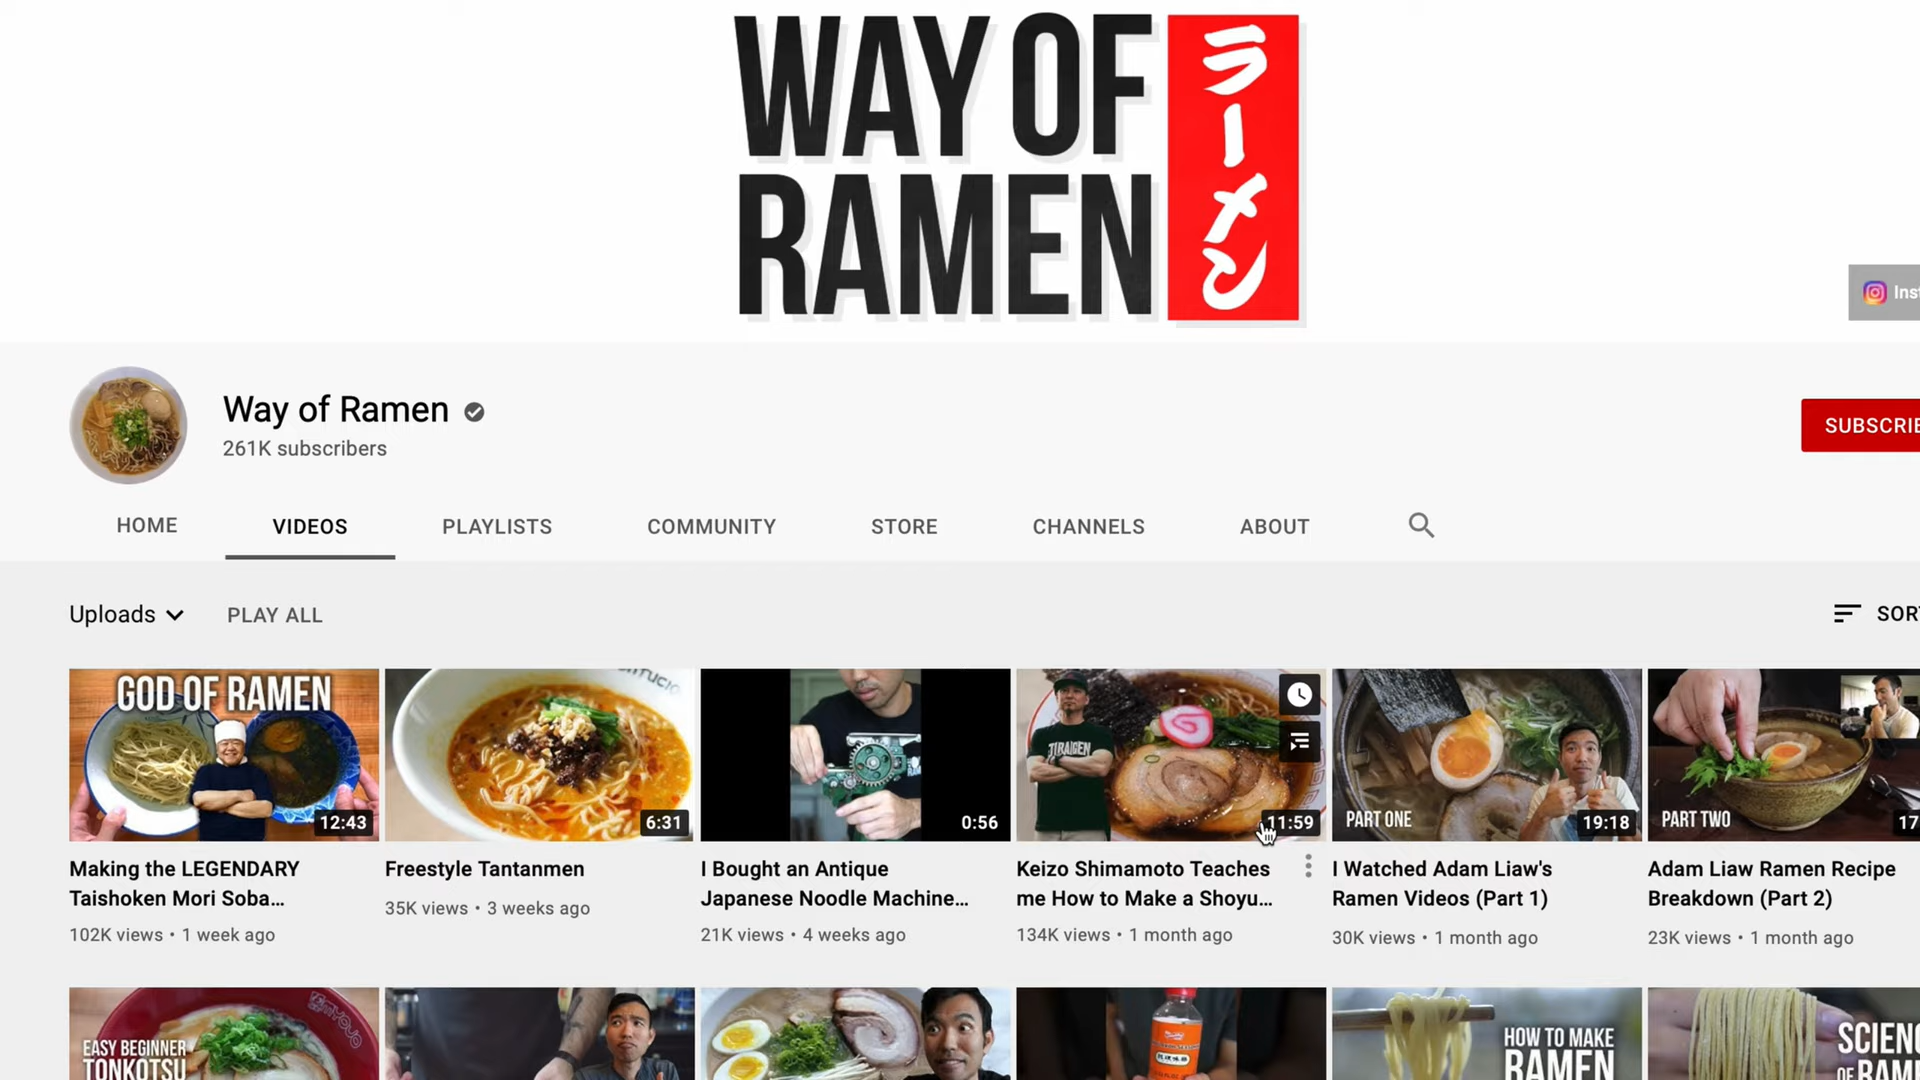 WAY OF
RAMEN
ラーメン
Way of Ramen
261K subscribers
HOME
VIDEOS
PLAYLISTS
COMMUNITY
STORE
CHANNELS
ABOUT
Uploads
PLAY ALL
GOD OF RAMEN
12:43
6:31
0:56
11:59
PART ONE
19:18
PART TWO
17
Making the LEGENDARY
Taishoken Mori Soba...
102K views • 1 week ago
Freestyle Tantanmen
35K views • 3 weeks ago
I Bought an Antique
Japanese Noodle Machine...
21K views • 4 weeks ago
Keizo Shimamoto Teaches
me How to Make a Shoyu...
134K views • 1 month ago
I Watched Adam Liaw's
Ramen Videos (Part 1)
30K views • 1 month ago
Adam Liaw Ramen Recipe
Breakdown (Part 2)
23K views • 1 month ago
EASY BEGINNER
TONKOTSU
HOW TO MAKE
RAMEN
OF